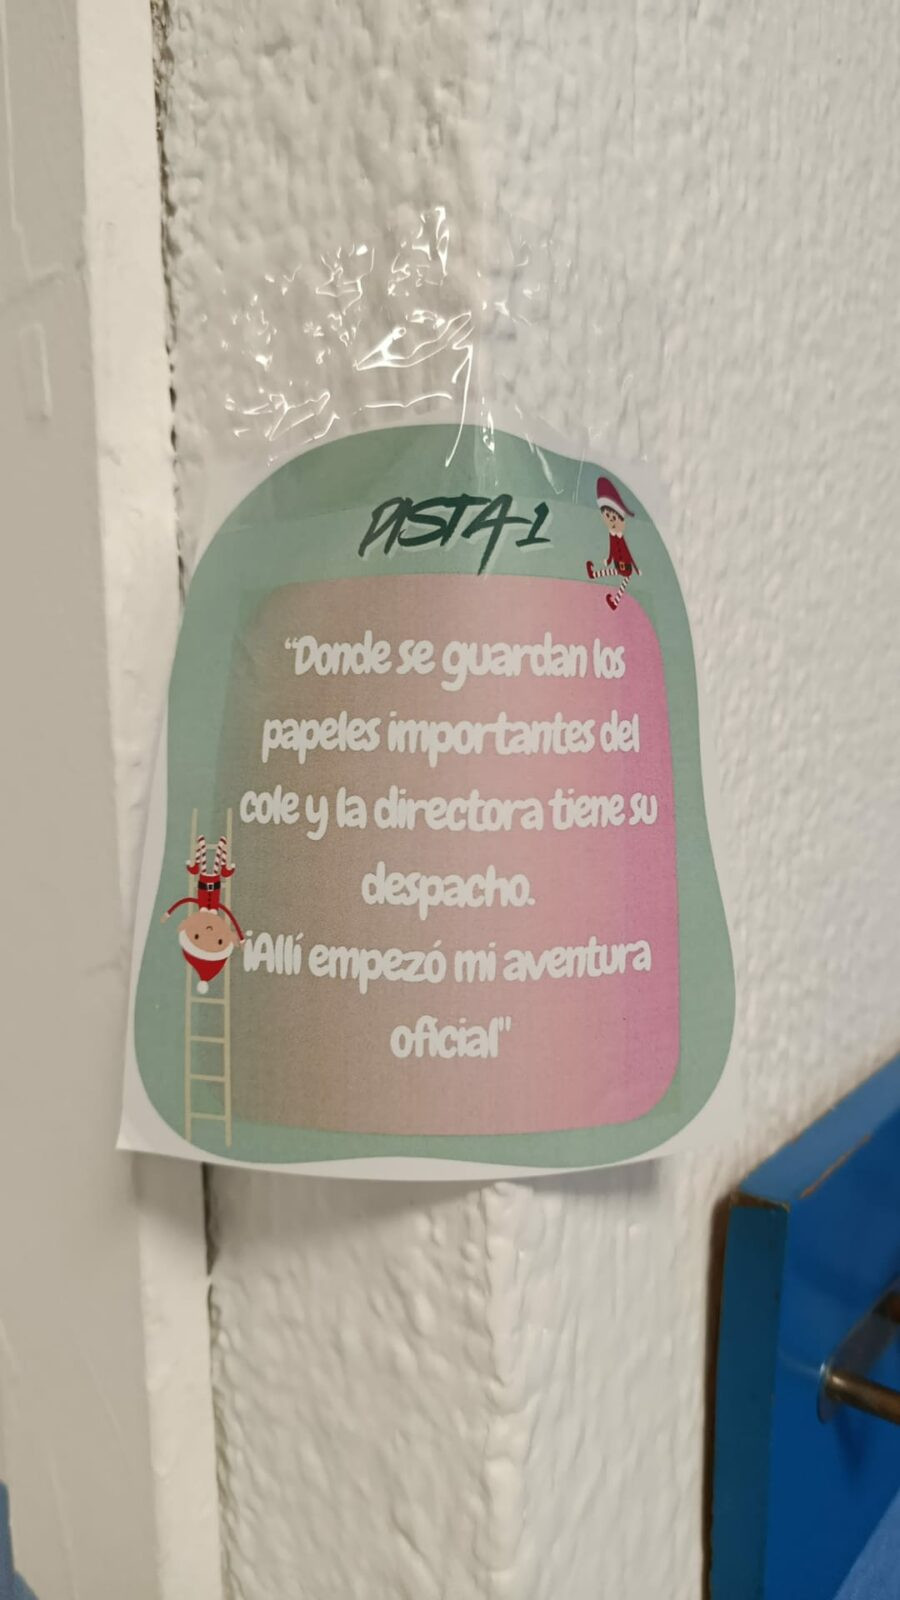 PISTA-1
“Donde se guardan los
papeles importantes del
cole y la directora tiene su
despacho.
¡Allí empezó mi aventura
oficial"